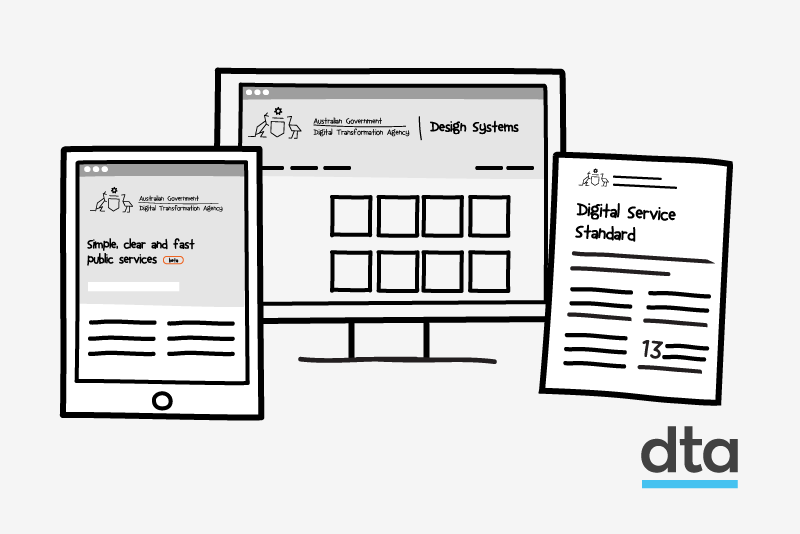 Australian Government
Digital Transformation Agency
Design Systems
Australian Government
Digital Transformation Agency
Simple, clear and fast
public services beta
Digital Service
Standard
13
dta